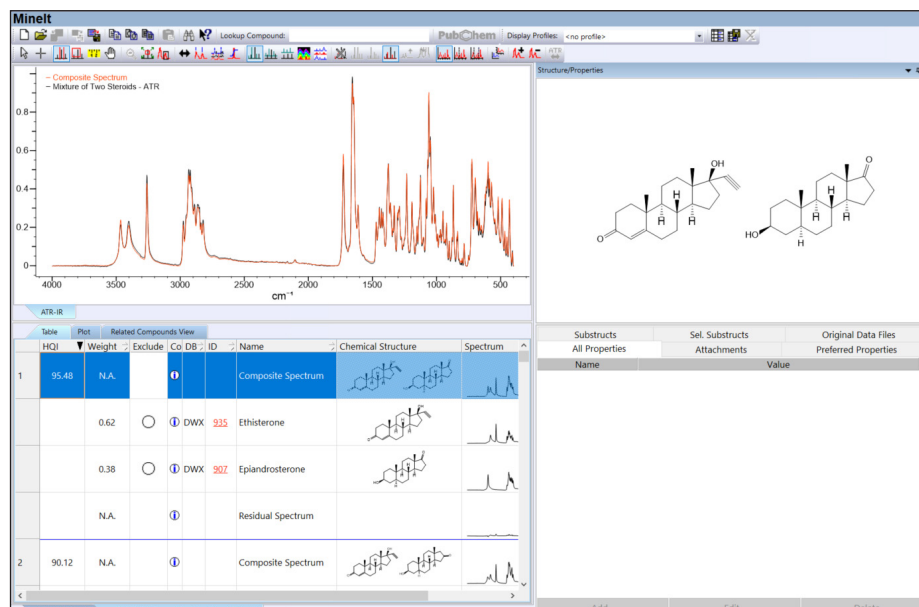 MineIt
Lookup Compound:
PubChem
Display Profiles: <no profile>
Structure/Properties
Composite Spectrum
Mixture of Two Steroids - ATR
0.8
0.6
0.4
0.2
0
4000 3500 3000 2500 2000 1500 1000 500
cm⁻¹
OH
H
H
H
O
O
H
H
H
HO
H
ATR-IR
Table Plot Related Compounds View
HQI Weight Exclude Co DB ID Name Chemical Structure Spectrum
1 95.48 N.A. Composite Spectrum
0.62 DWX 935 Ethisterone
0.38 DWX 907 Epiandrosterone
N.A. Residual Spectrum
2 90.12 N.A. Composite Spectrum
Substructs Sel. Substructs Original Data Files
All Properties Attachments Preferred Properties
Name Value
Add Edit Delete